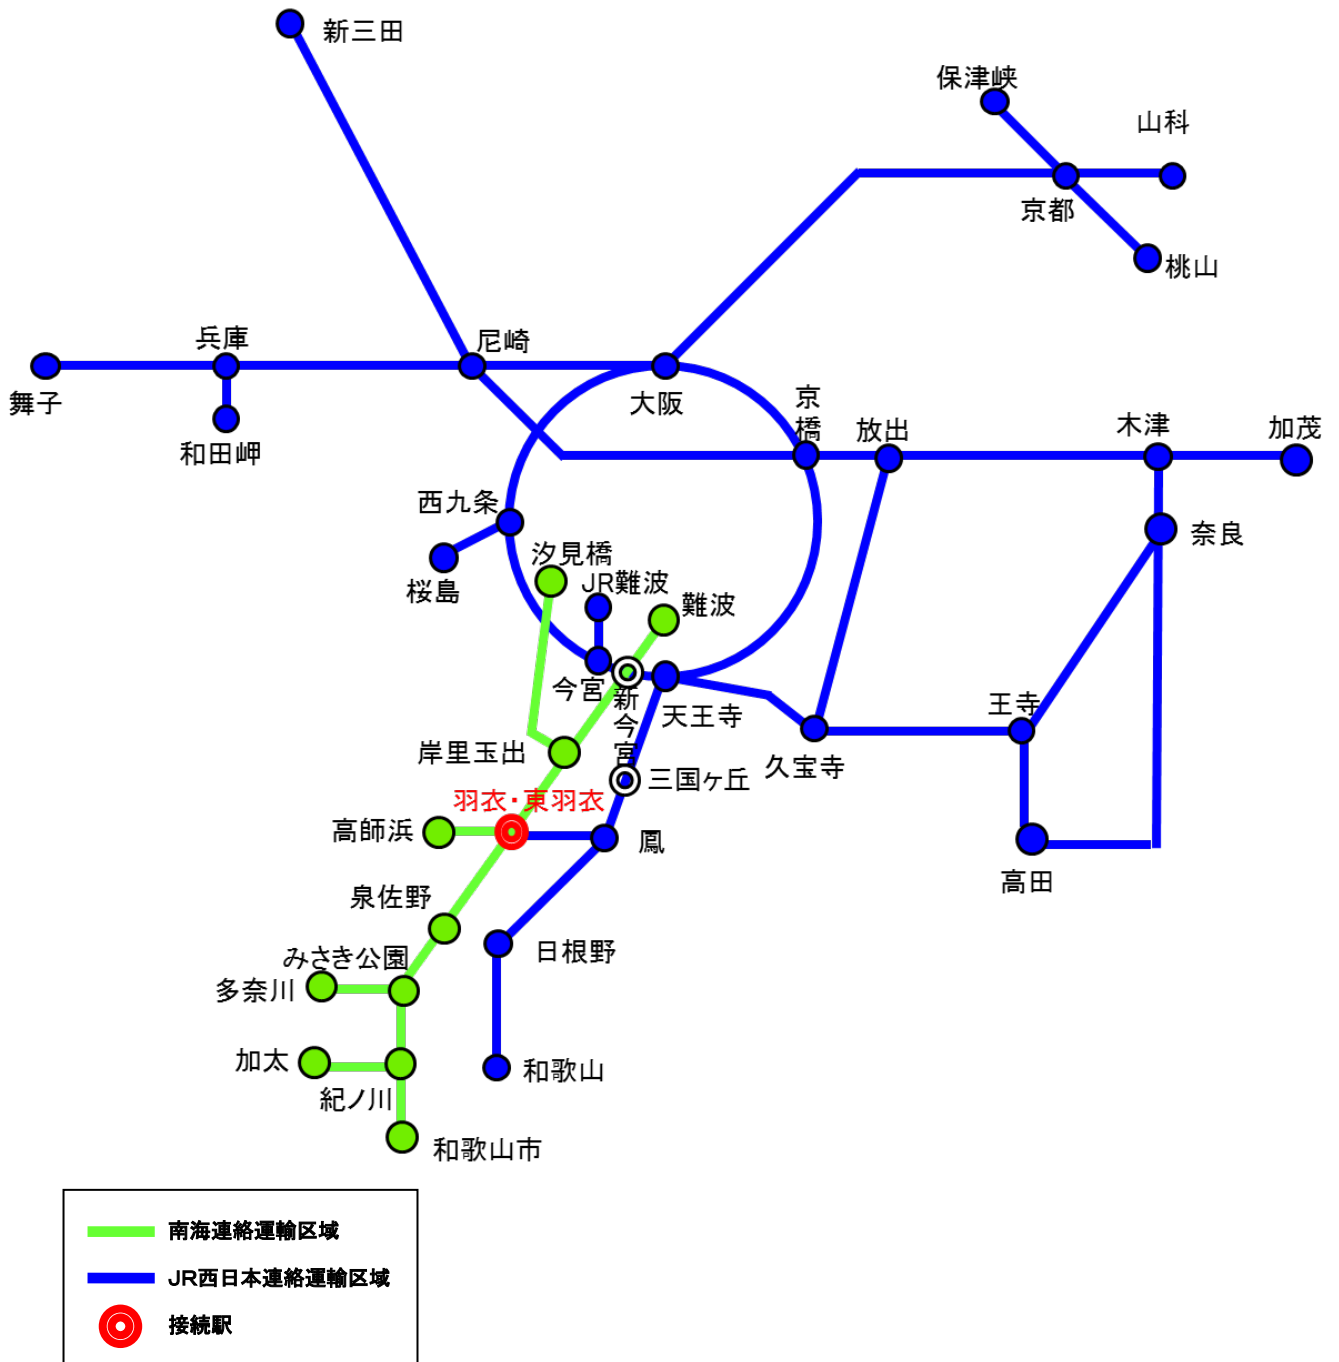 新三田
保津峡
山科
京都
桃山
兵庫
尼崎
舞子
大阪
京橋
放出
木津
加茂
和田岬
西九条
奈良
汐見橋
桜島
JR難波
難波
今宮
新今宮
天王寺
王寺
岸里玉出
久宝寺
三国ヶ丘
羽衣・東羽衣
高師浜
鳳
高田
泉佐野
日根野
みさき公園
多奈川
加太
和歌山
紀ノ川
和歌山市
南海連絡運輸区域
JR西日本連絡運輸区域
接続駅